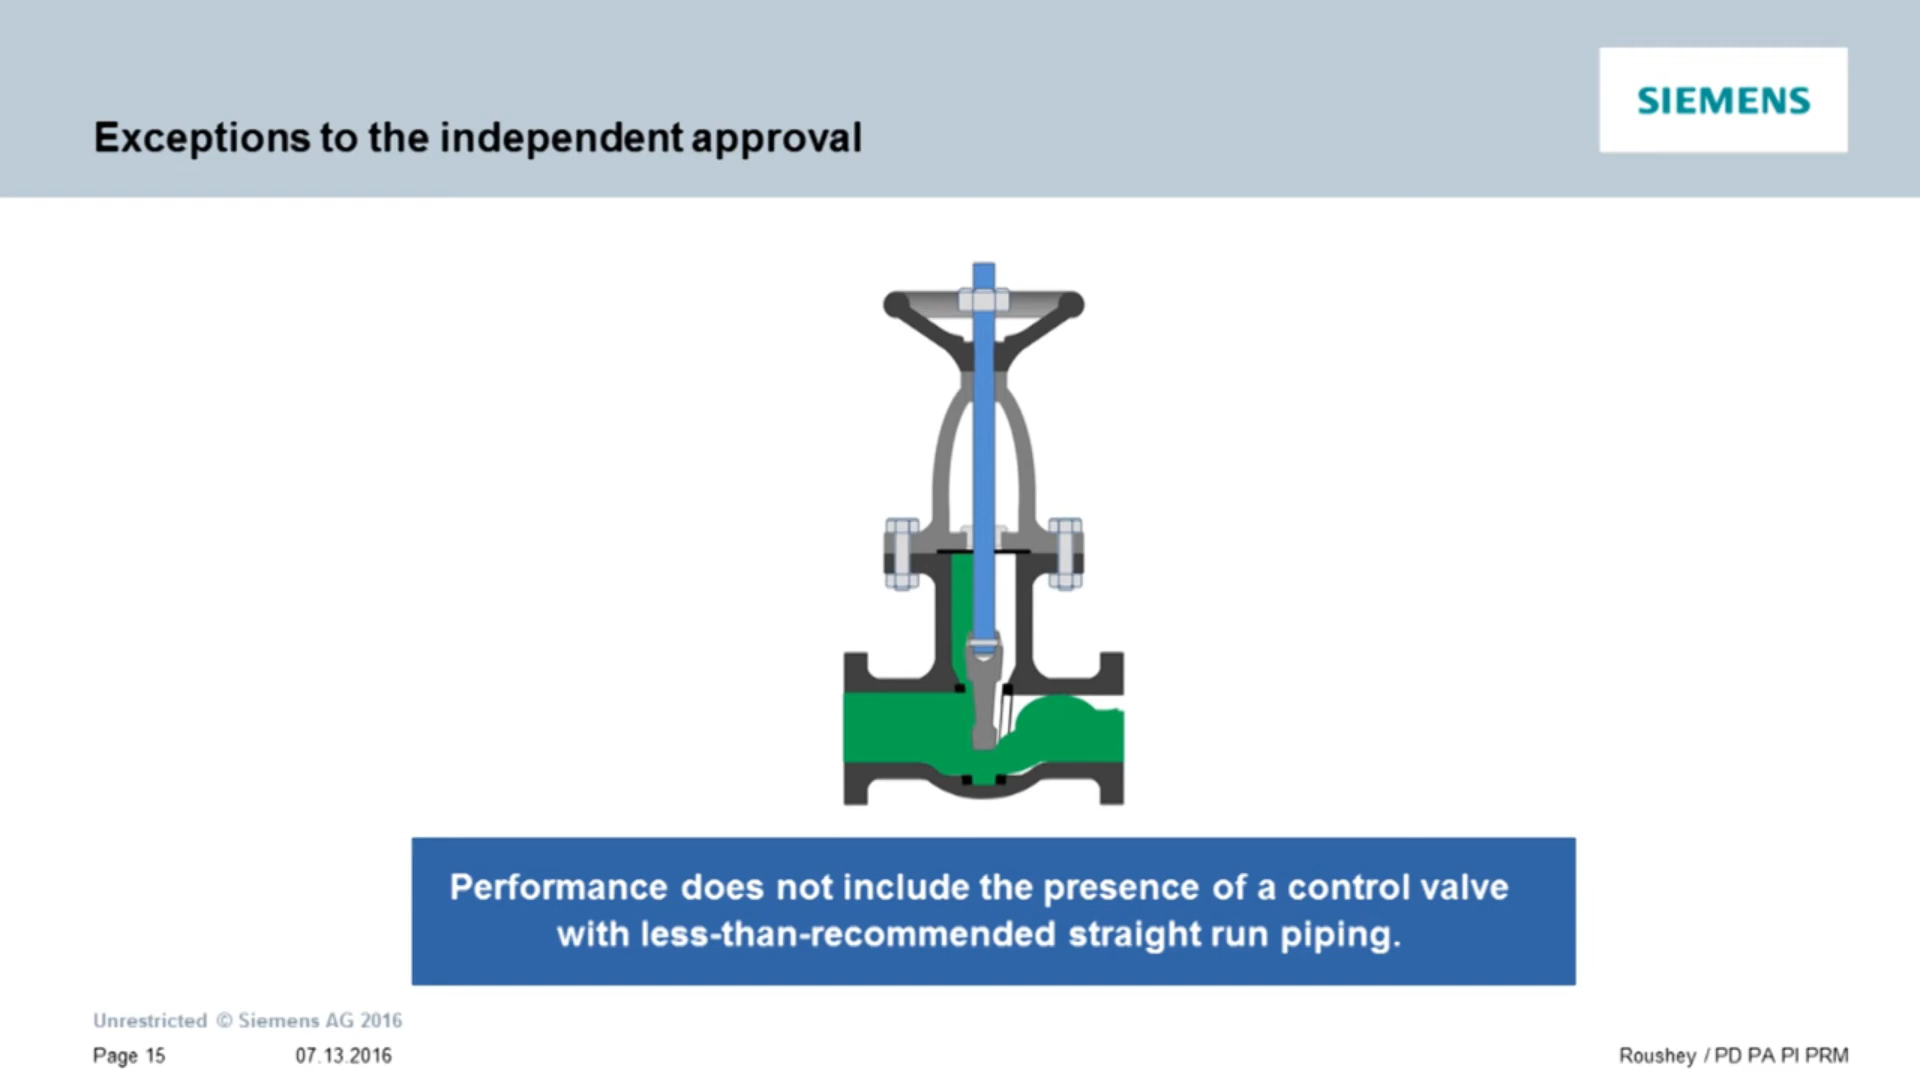 SIEMENS
Exceptions to the independent approval
Performance does not include the presence of a control valve
with less-than-recommended straight run piping.
Unrestricted © Siemens AG 2016
Page 15 07.13.2016 Roushey / PD PA PI PRM